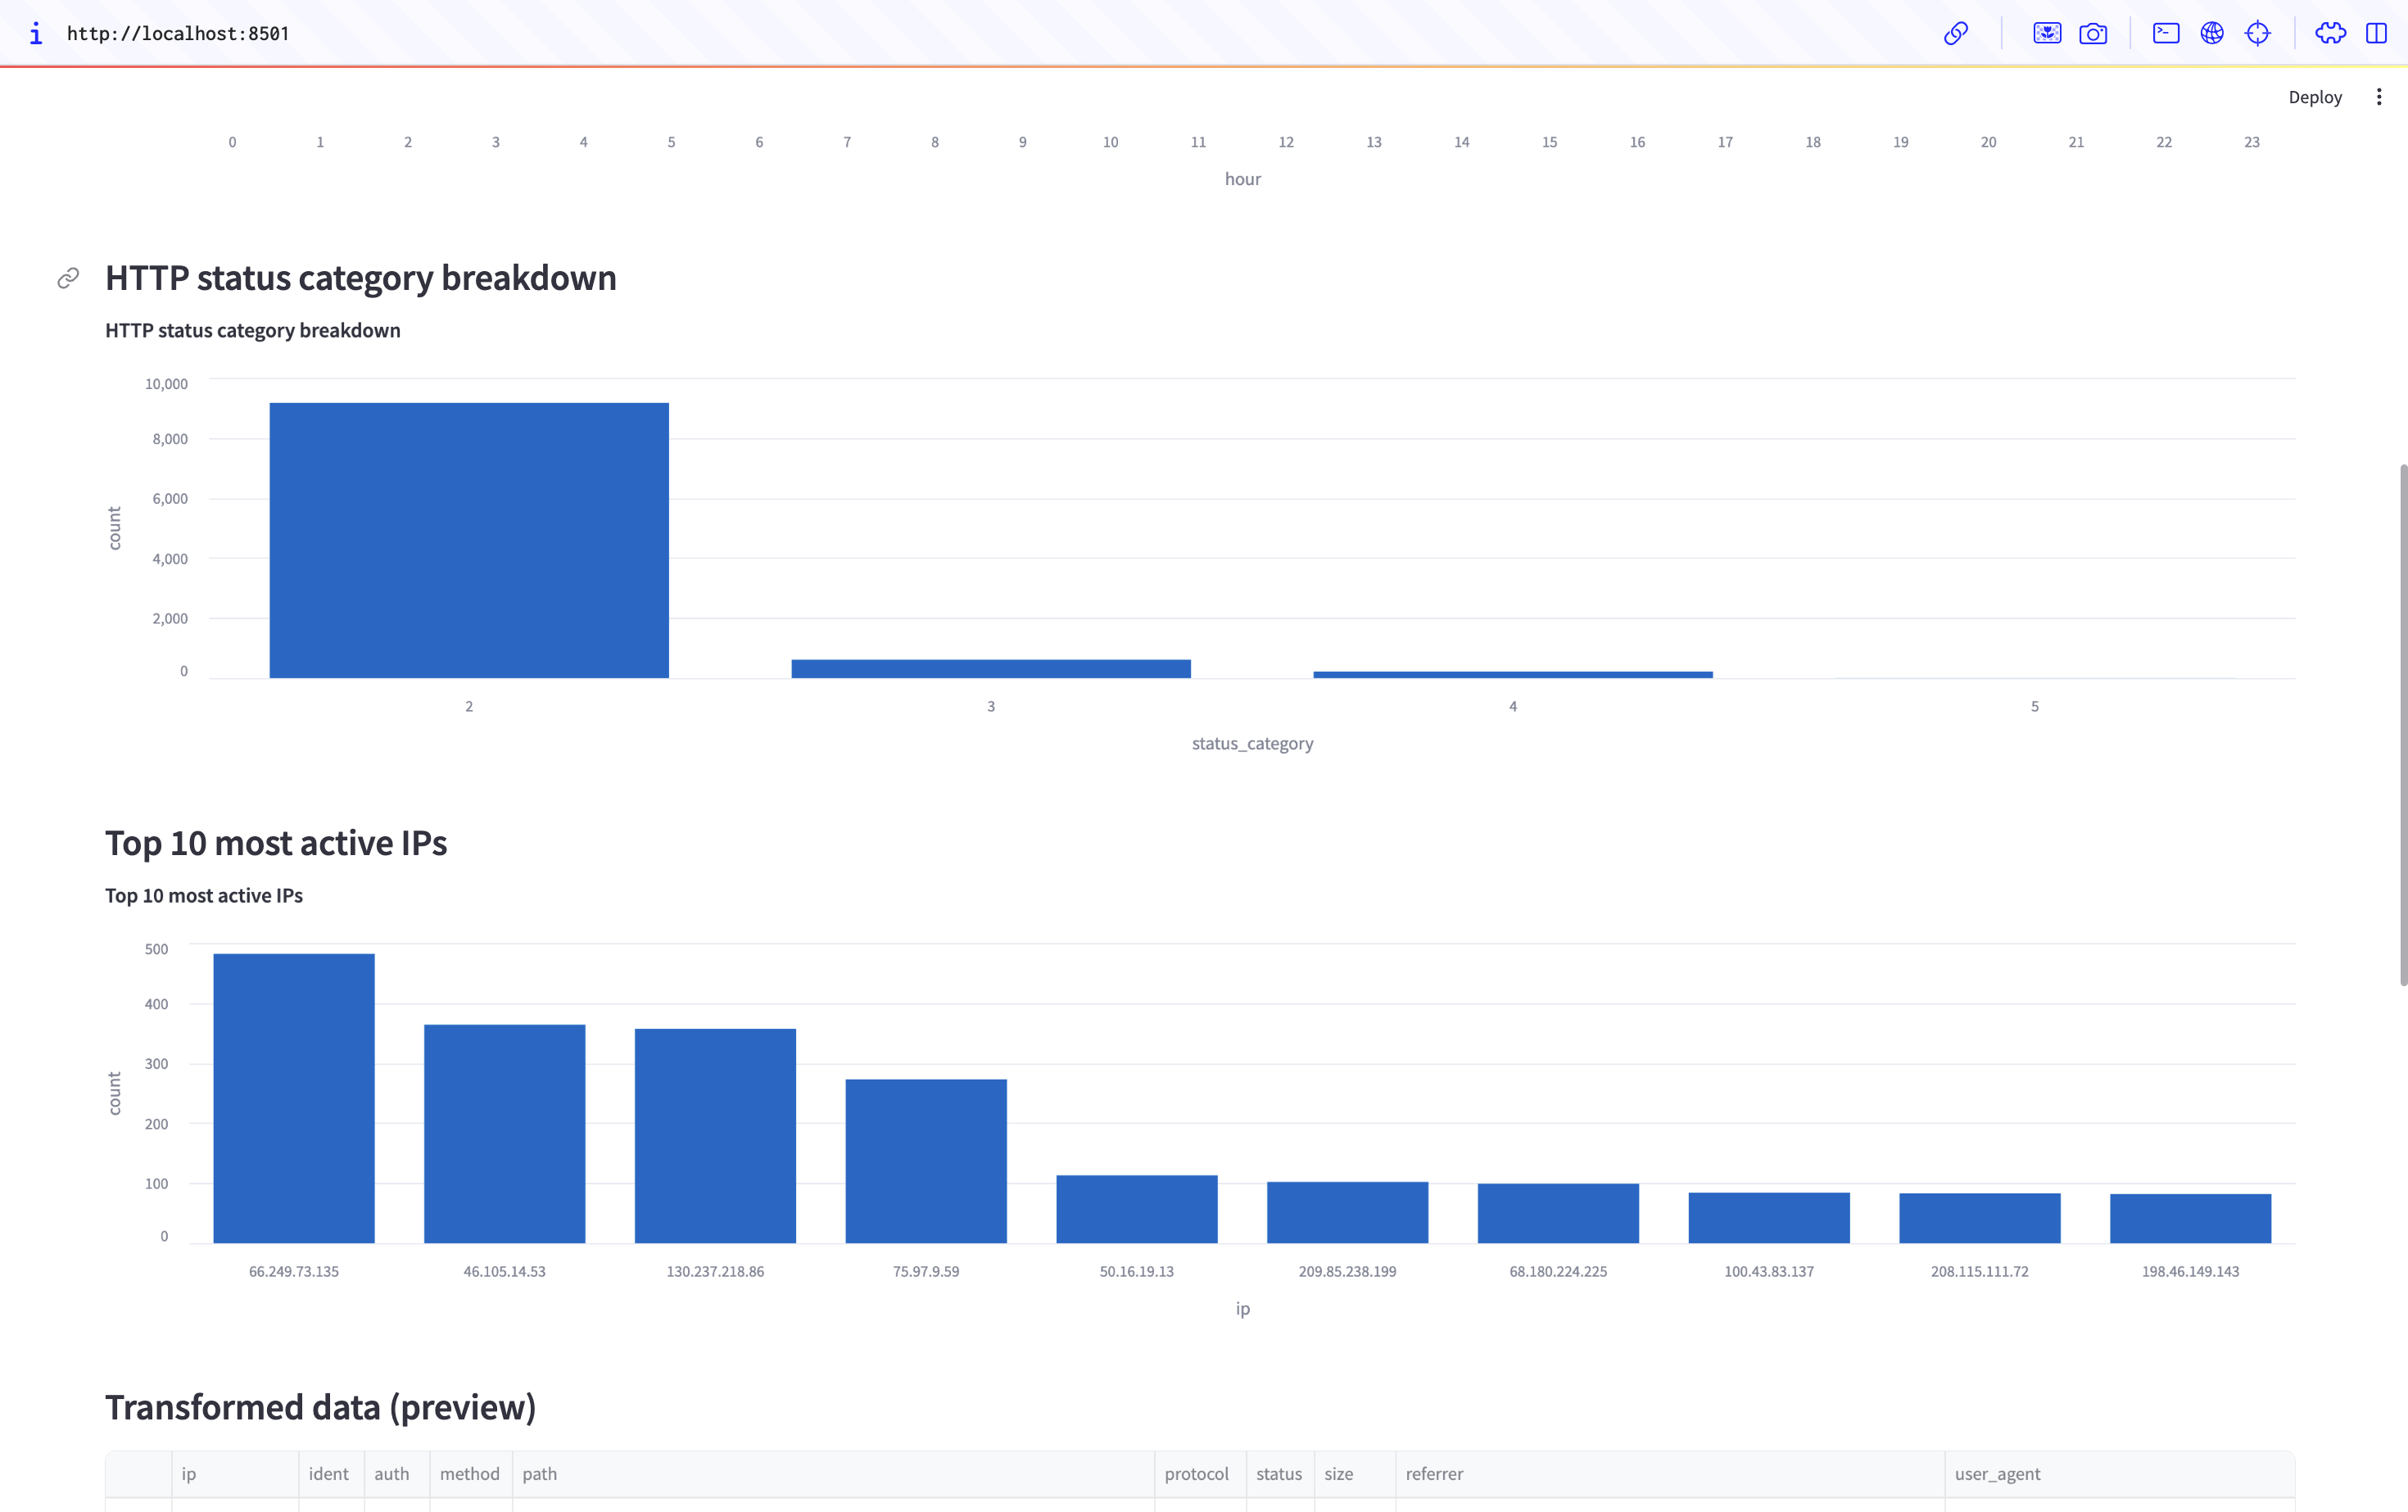 i http://localhost:8501
Deploy
0 1 2 3 4 5 6 7 8 9 10 11 12 13 14 15 16 17 18 19 20 21 22 23
hour
HTTP status category breakdown
HTTP status category breakdown
10,000
8,000
6,000
4,000
2,000
0
count
2 3 4 5
status_category
Top 10 most active IPs
Top 10 most active IPs
500
400
300
200
100
0
count
66.249.73.135 46.105.14.53 130.237.218.86 75.97.9.59 50.16.19.13 209.85.238.199 68.180.224.225 100.43.83.137 208.115.111.72 198.46.149.143
ip
Transformed data (preview)
ip ident auth method path protocol status size referrer user_agent